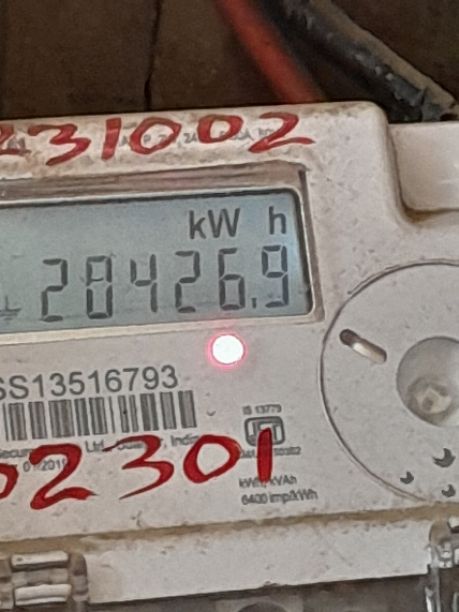 231002
kW h
28426.9
SS13516793
IS 13779
02301
kWh, kVAh
6400 imp/kWh